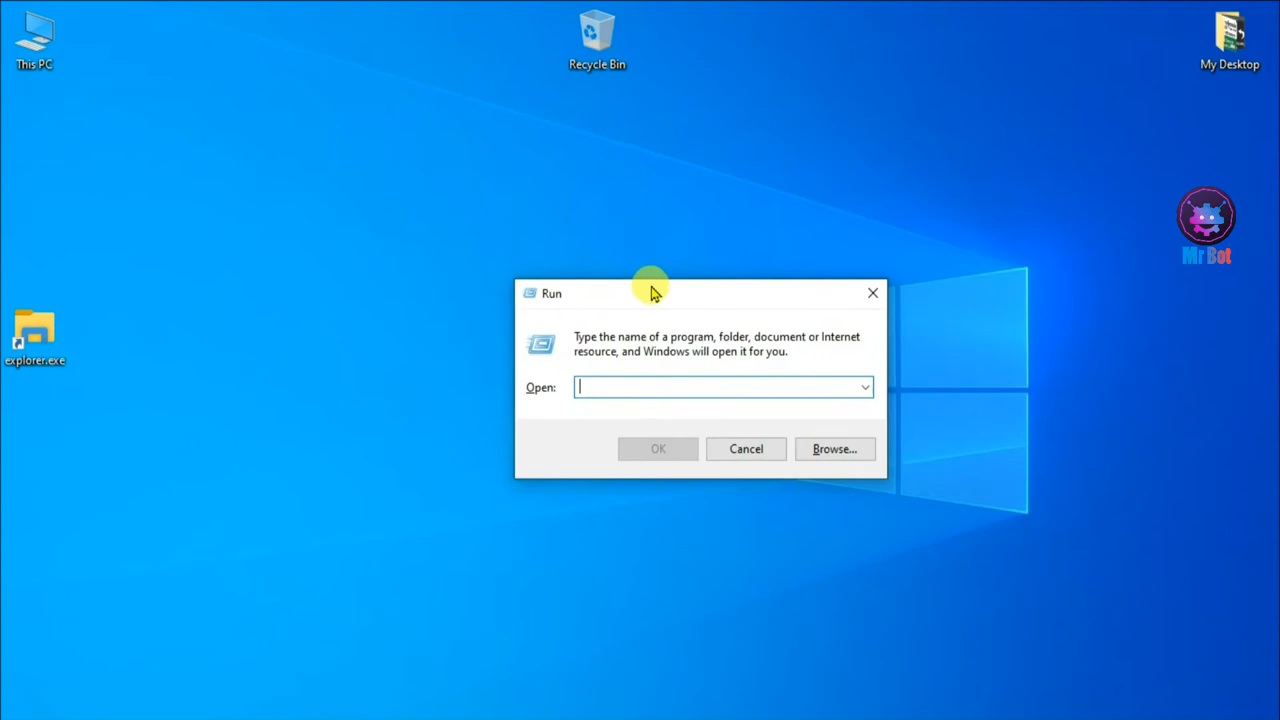 This PC
Recycle Bin
My Desktop
Mr Bot
explorer.exe
Run
Type the name of a program, folder, document or Internet
resource, and Windows will open it for you.
Open:
OK
Cancel
Browse...